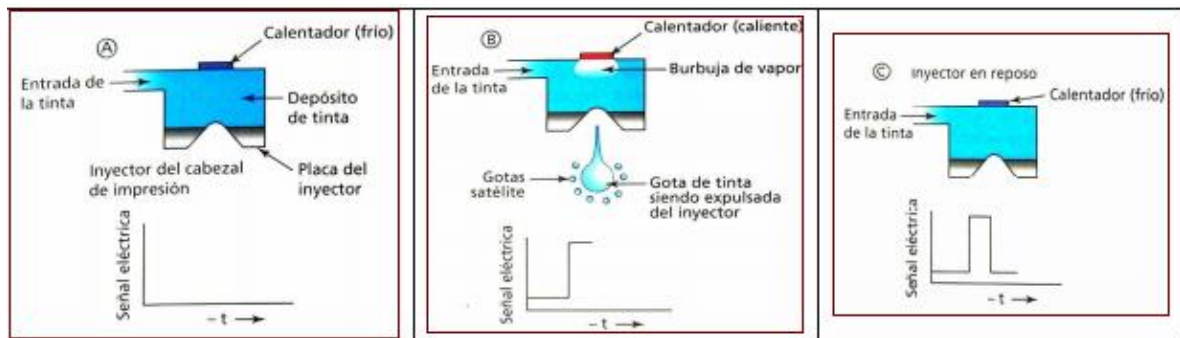 A
Calentador (frío)
Entrada de
la tinta
Depósito
de tinta
Inyector del cabezal
de impresión
Placa del
inyector
Señal eléctrica
– t
B
Calentador (caliente)
Entrada
de la tinta
Burbuja de vapor
Gotas
satélite
Gota de tinta
siendo expulsada
del inyector
Señal eléctrica
– t
C
Inyector en reposo
Calentador (frío)
Entrada
de la tinta
Señal eléctrica
– t